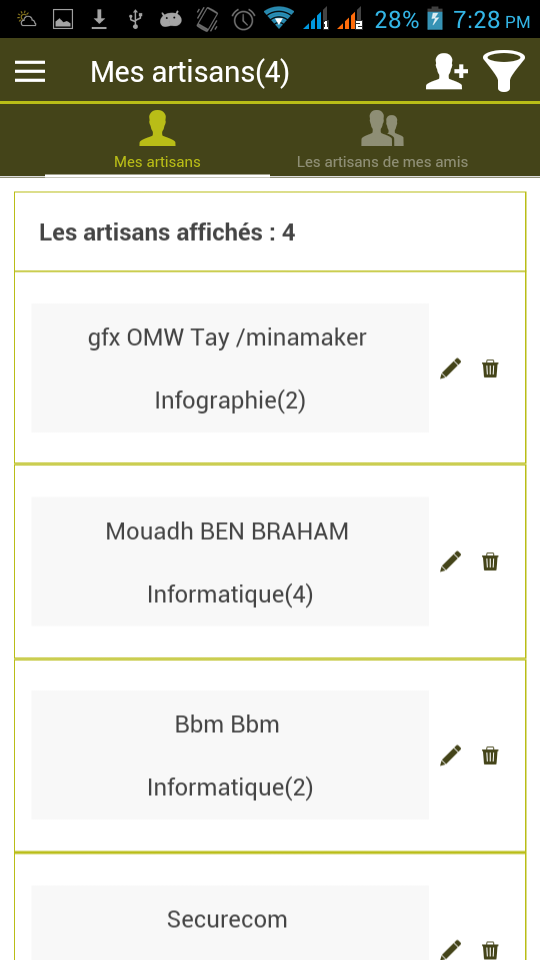 28% 7:28 PM
Mes artisans(4)
Mes artisans
Les artisans de mes amis
Les artisans affichés : 4
gfx OMW Tay /minamaker
Infographie(2)
Mouadh BEN BRAHAM
Informatique(4)
Bbm Bbm
Informatique(2)
Securecom